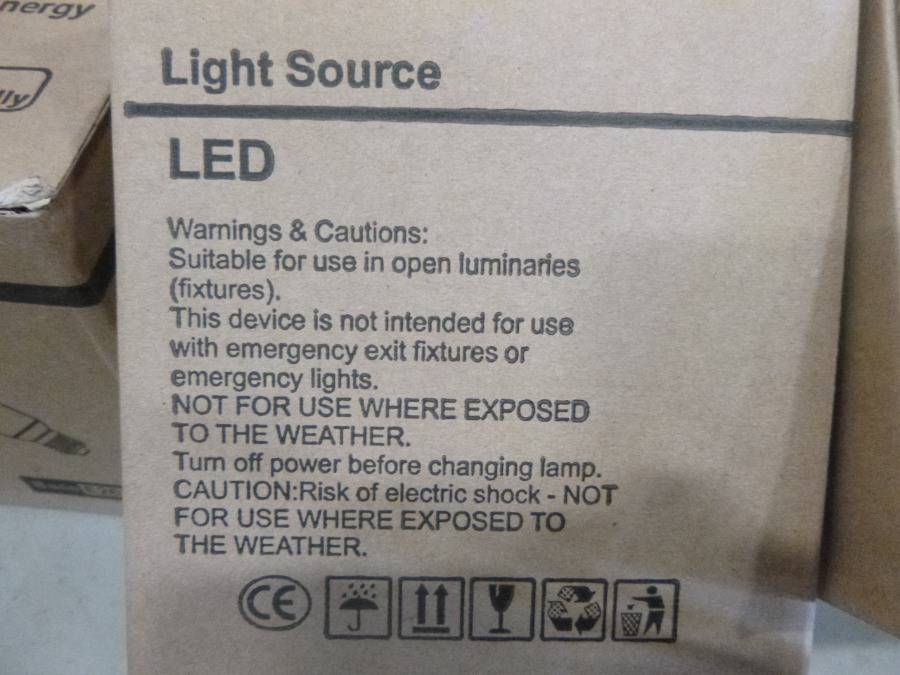 nergy
lly
Light Source
LED
Warnings & Cautions:
Suitable for use in open luminaries
(fixtures).
This device is not intended for use
with emergency exit fixtures or
emergency lights.
NOT FOR USE WHERE EXPOSED
TO THE WEATHER.
Turn off power before changing lamp.
CAUTION:Risk of electric shock - NOT
FOR USE WHERE EXPOSED TO
THE WEATHER.
CE